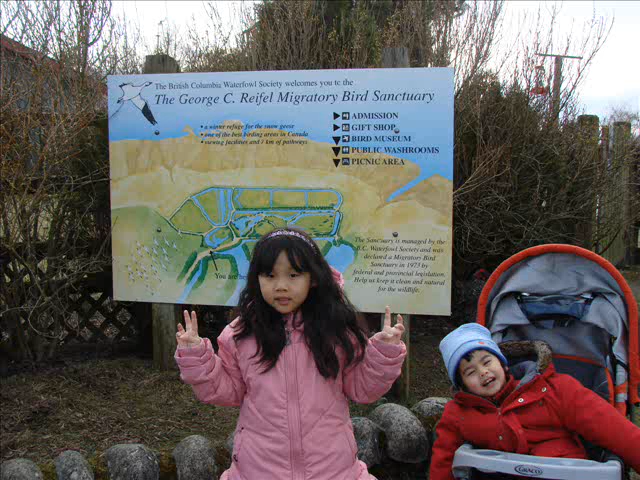 The British Columbia Waterfowl Society welcomes you to the
The George C. Reifel Migratory Bird Sanctuary
• a winter refuge for the snow geese
• one of the best birding areas in Canada
• viewing facilities and 7 km of pathways
ADMISSION
GIFT SHOP
BIRD MUSEUM
PUBLIC WASHROOMS
PICNIC AREA
The Sanctuary is managed by the
B.C. Waterfowl Society and was
declared a Migratory Bird
Sanctuary in 1973 by
federal and provincial legislation.
Help us keep it clean and natural
for the wildlife.
You are he
GRACO